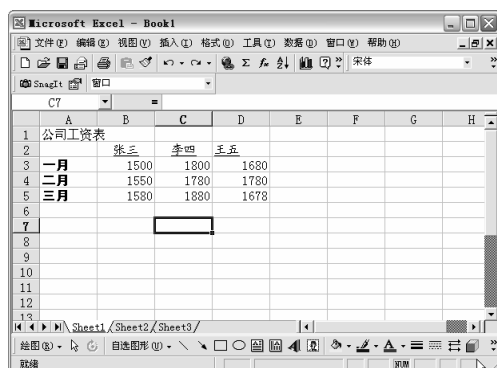 Microsoft Excel - Book1
文件(F) 编辑(E) 视图(V) 插入(I) 格式(O) 工具(T) 数据(D) 窗口(W) 帮助(H)
宋体
SnagIt 窗口
C7 =
A B C D E F G H
1 公司工资表
2 张三 李四 王五
3 一月 1500 1800 1680
4 二月 1550 1780 1780
5 三月 1580 1880 1678
6
7
8
9
10
11
12
13
Sheet1 Sheet2 Sheet3
绘图(R) 自选图形(U)
就绪 NUM